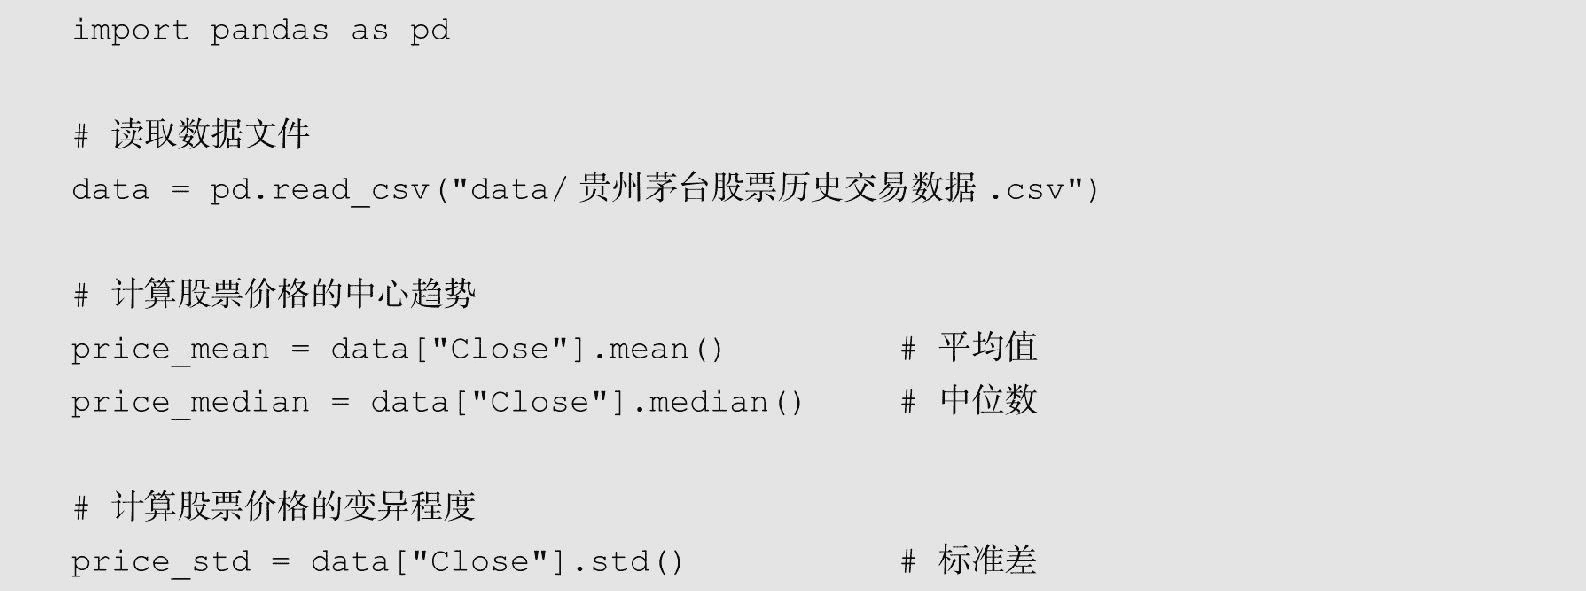 import pandas as pd
# 读取数据文件
data = pd.read_csv("data/贵州茅台股票历史交易数据.csv")
# 计算股票价格的中心趋势
price_mean = data["Close"].mean() # 平均值
price_median = data["Close"].median() # 中位数
# 计算股票价格的变异程度
price_std = data["Close"].std() # 标准差